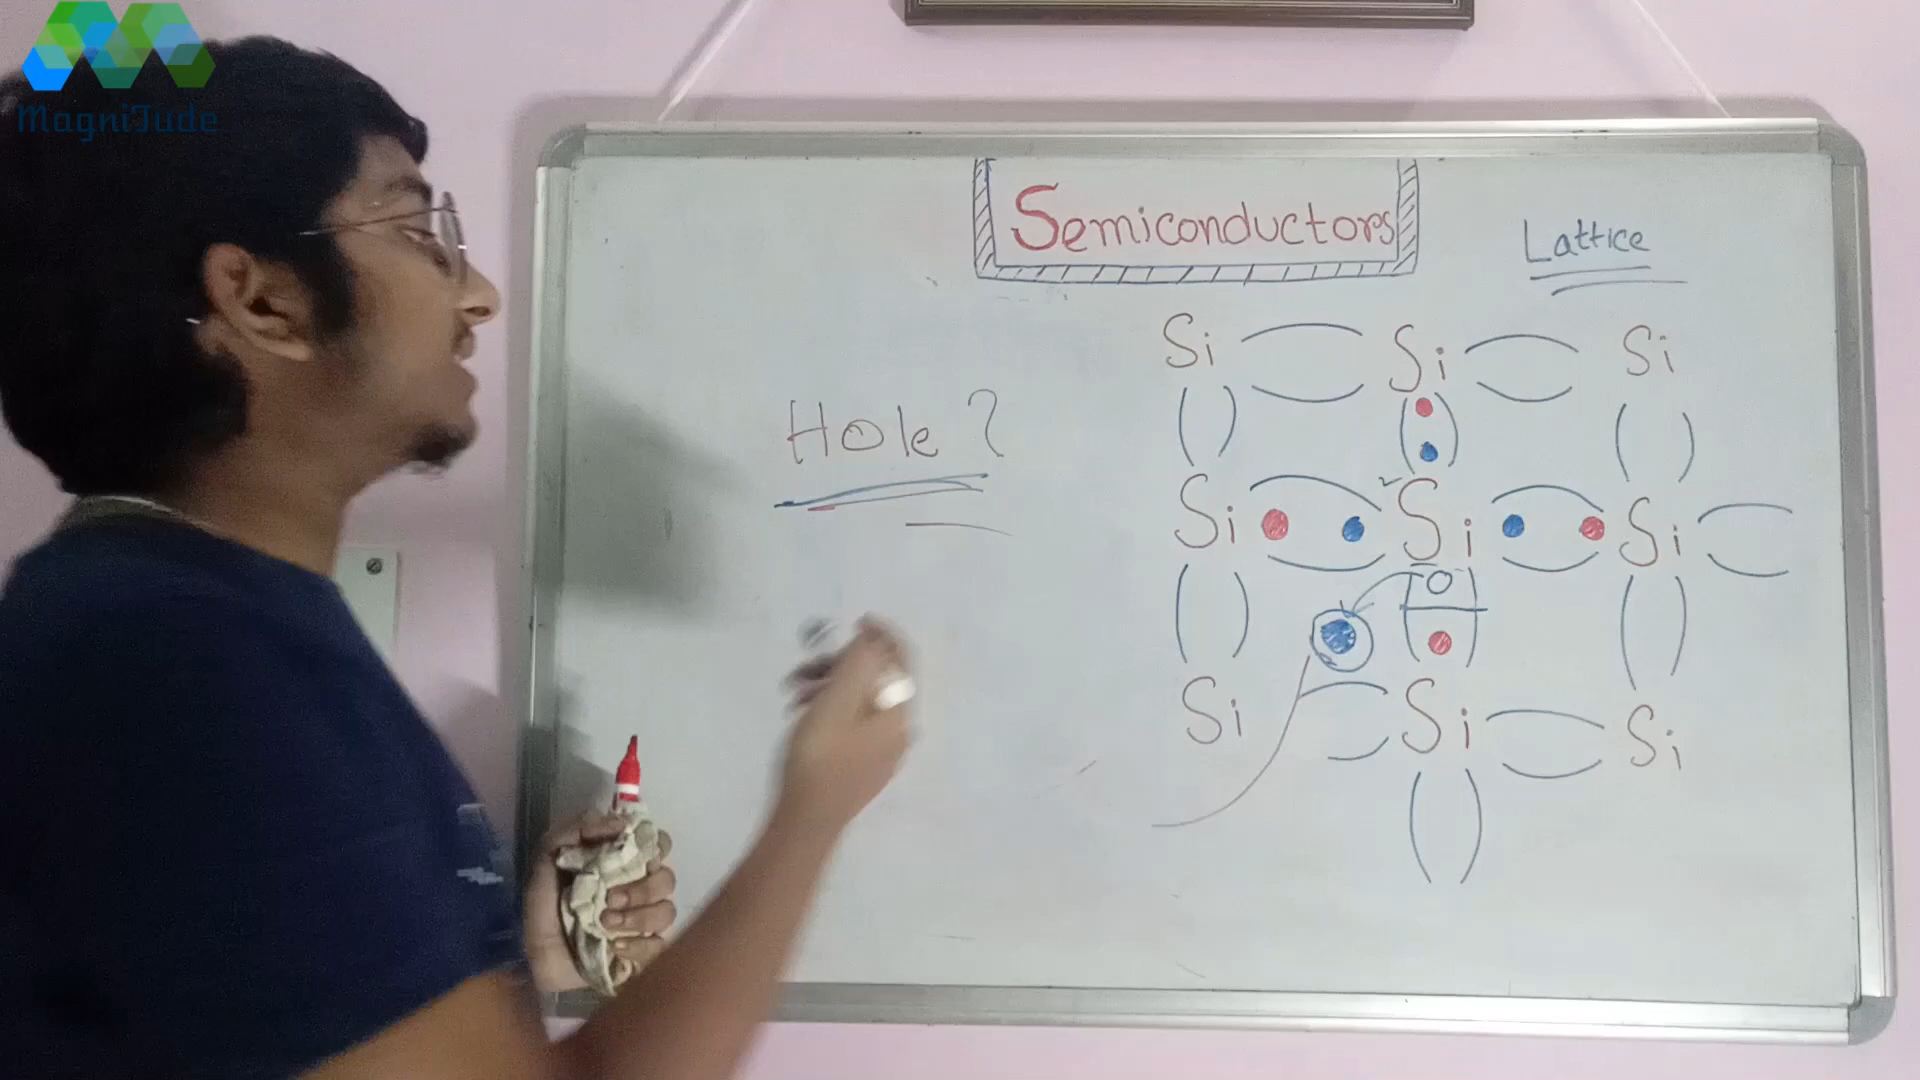 MagniTude
Semiconductors
Lattice
Hole?
Si Si Si
Si Si Si
Si Si Si